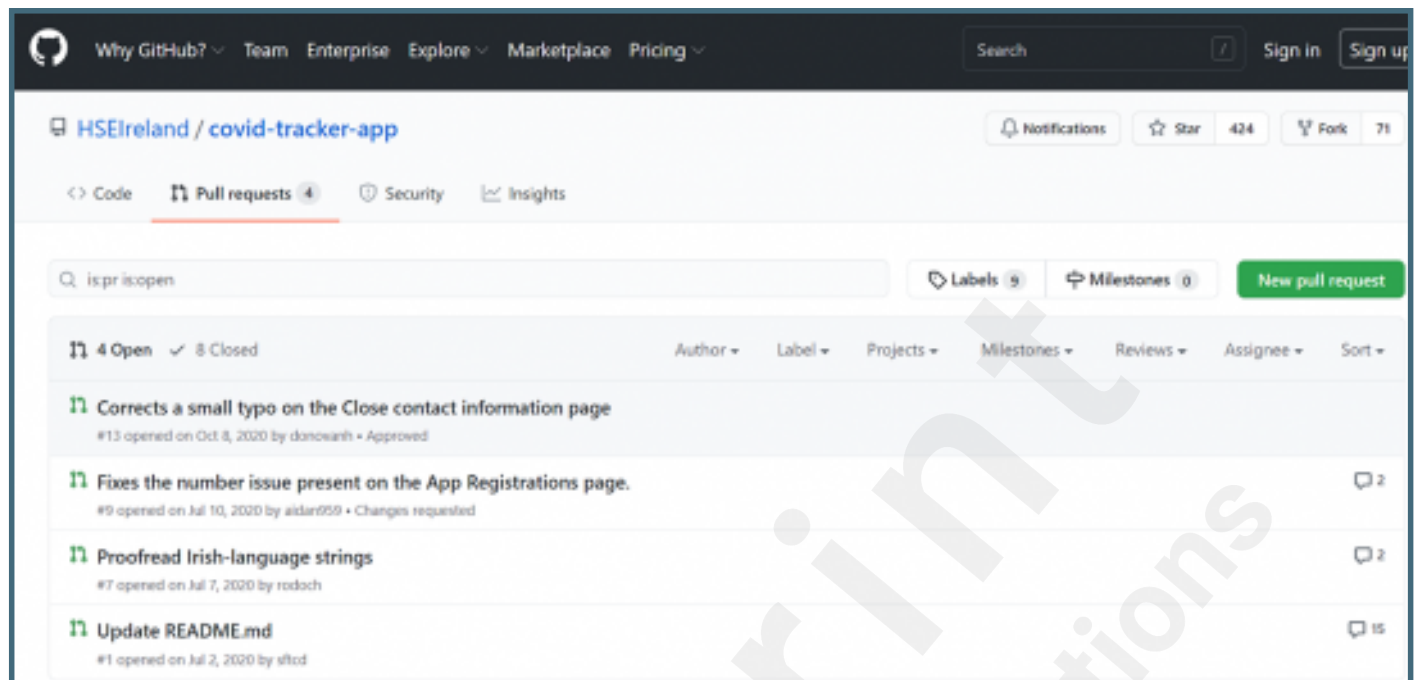 Why GitHub? Team Enterprise Explore Marketplace Pricing Search / Sign in Sign up
HSEIreland / covid-tracker-app Notifications Star 424 Fork 71
<> Code Pull requests 4 Security Insights
is:pr is:open Labels 9 Milestones 0 New pull request
4 Open 8 Closed Author Label Projects Milestones Reviews Assignee Sort
Corrects a small typo on the Close contact information page
#13 opened on Oct 8, 2020 by donovanh • Approved
Fixes the number issue present on the App Registrations page. 2
#9 opened on Jul 10, 2020 by aidan959 • Changes requested
Proofread Irish-language strings 2
#7 opened on Jul 7, 2020 by rodoch
Update README.md 15
#1 opened on Jul 2, 2020 by sftcd
rint
tions